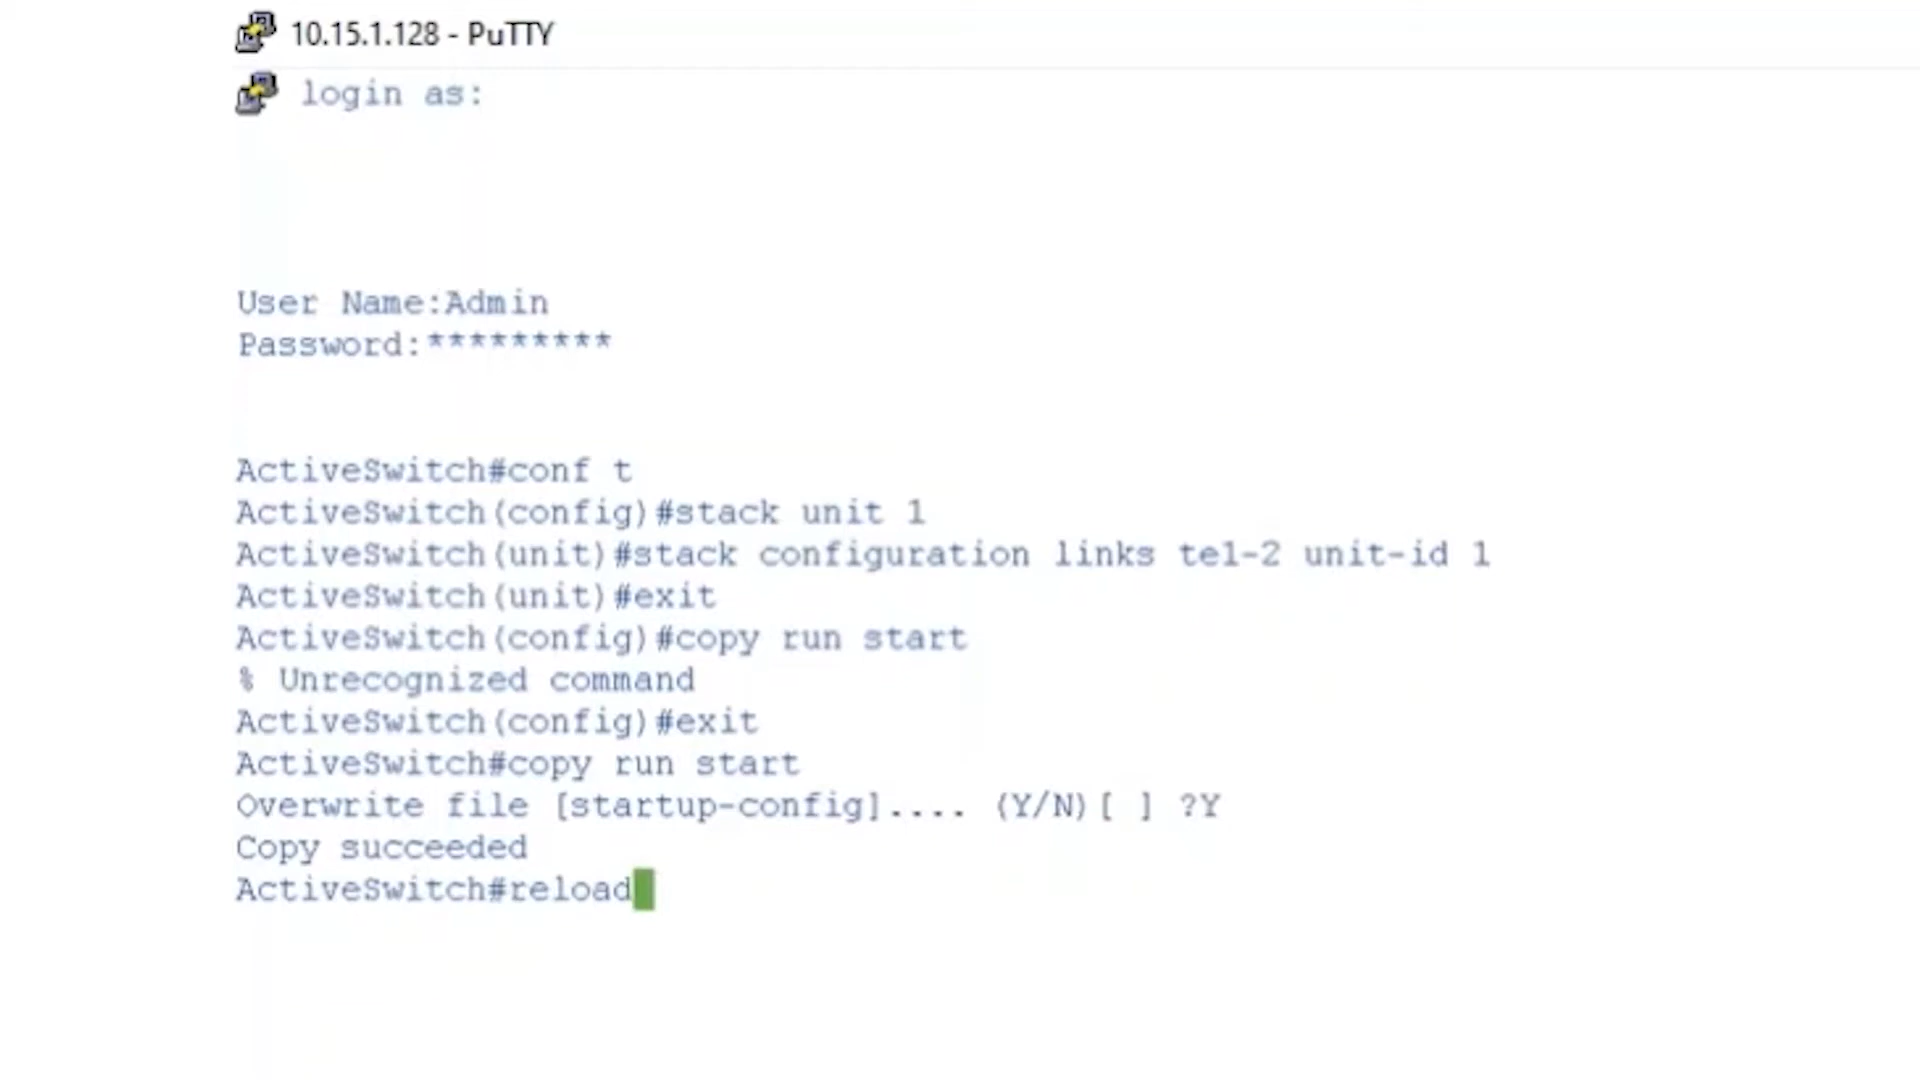 10.15.1.128 - PuTTY
login as:
User Name:Admin
Password:*********
ActiveSwitch#conf t
ActiveSwitch(config)#stack unit 1
ActiveSwitch(unit)#stack configuration links te1-2 unit-id 1
ActiveSwitch(unit)#exit
ActiveSwitch(config)#copy run start
% Unrecognized command
ActiveSwitch(config)#exit
ActiveSwitch#copy run start
Overwrite file [startup-config].... (Y/N)[ ] ?Y
Copy succeeded
ActiveSwitch#reload